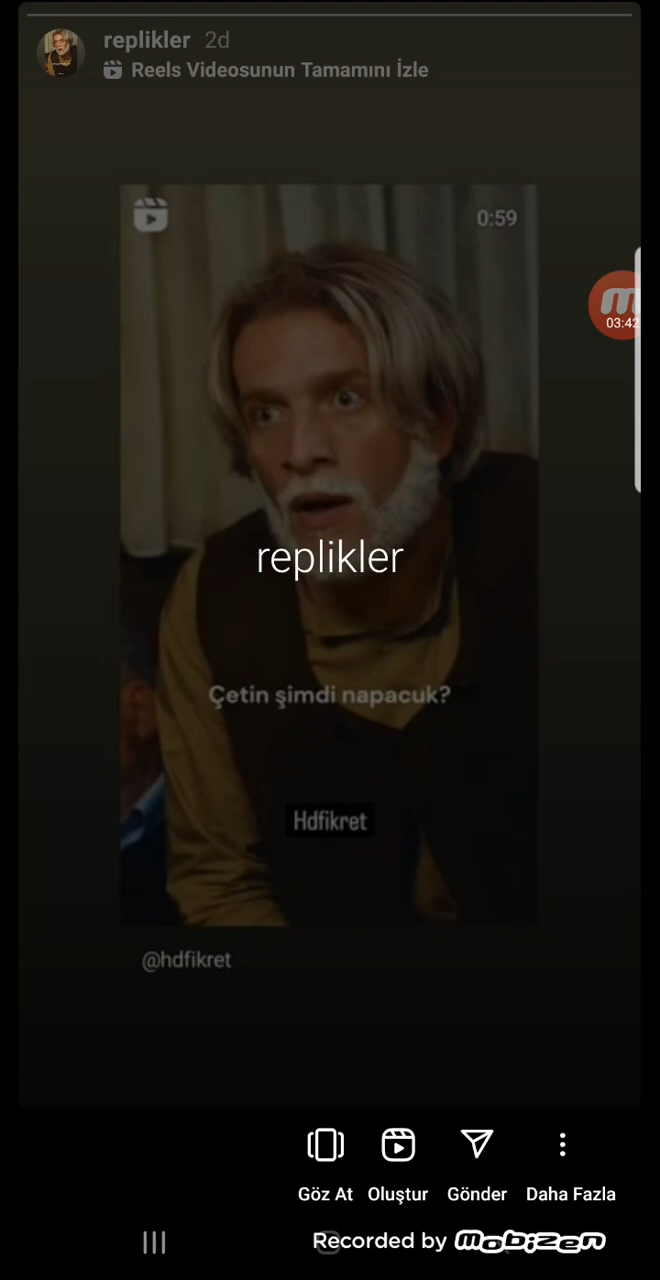 replikler 2d
Reels Videosunun Tamamını İzle
0:59
03:42
replikler
Çetin şimdi napacuk?
Hdfikret
@hdfikret
Göz At Oluştur Gönder Daha Fazla
Recorded by mobizen